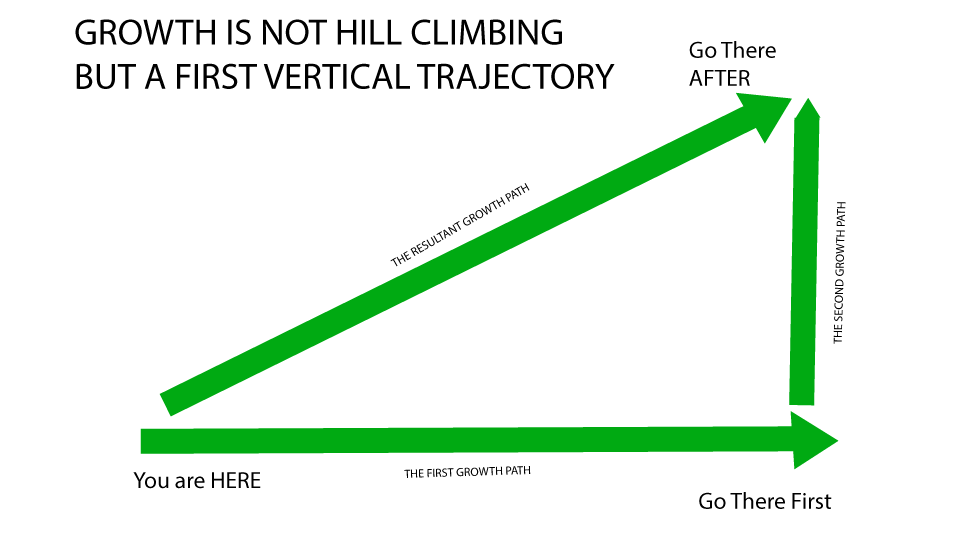 GROWTH IS NOT HILL CLIMBING
BUT A FIRST VERTICAL TRAJECTORY
Go There
AFTER
THE RESULTANT GROWTH PATH
THE SECOND GROWTH PATH
THE FIRST GROWTH PATH
You are HERE
Go There First